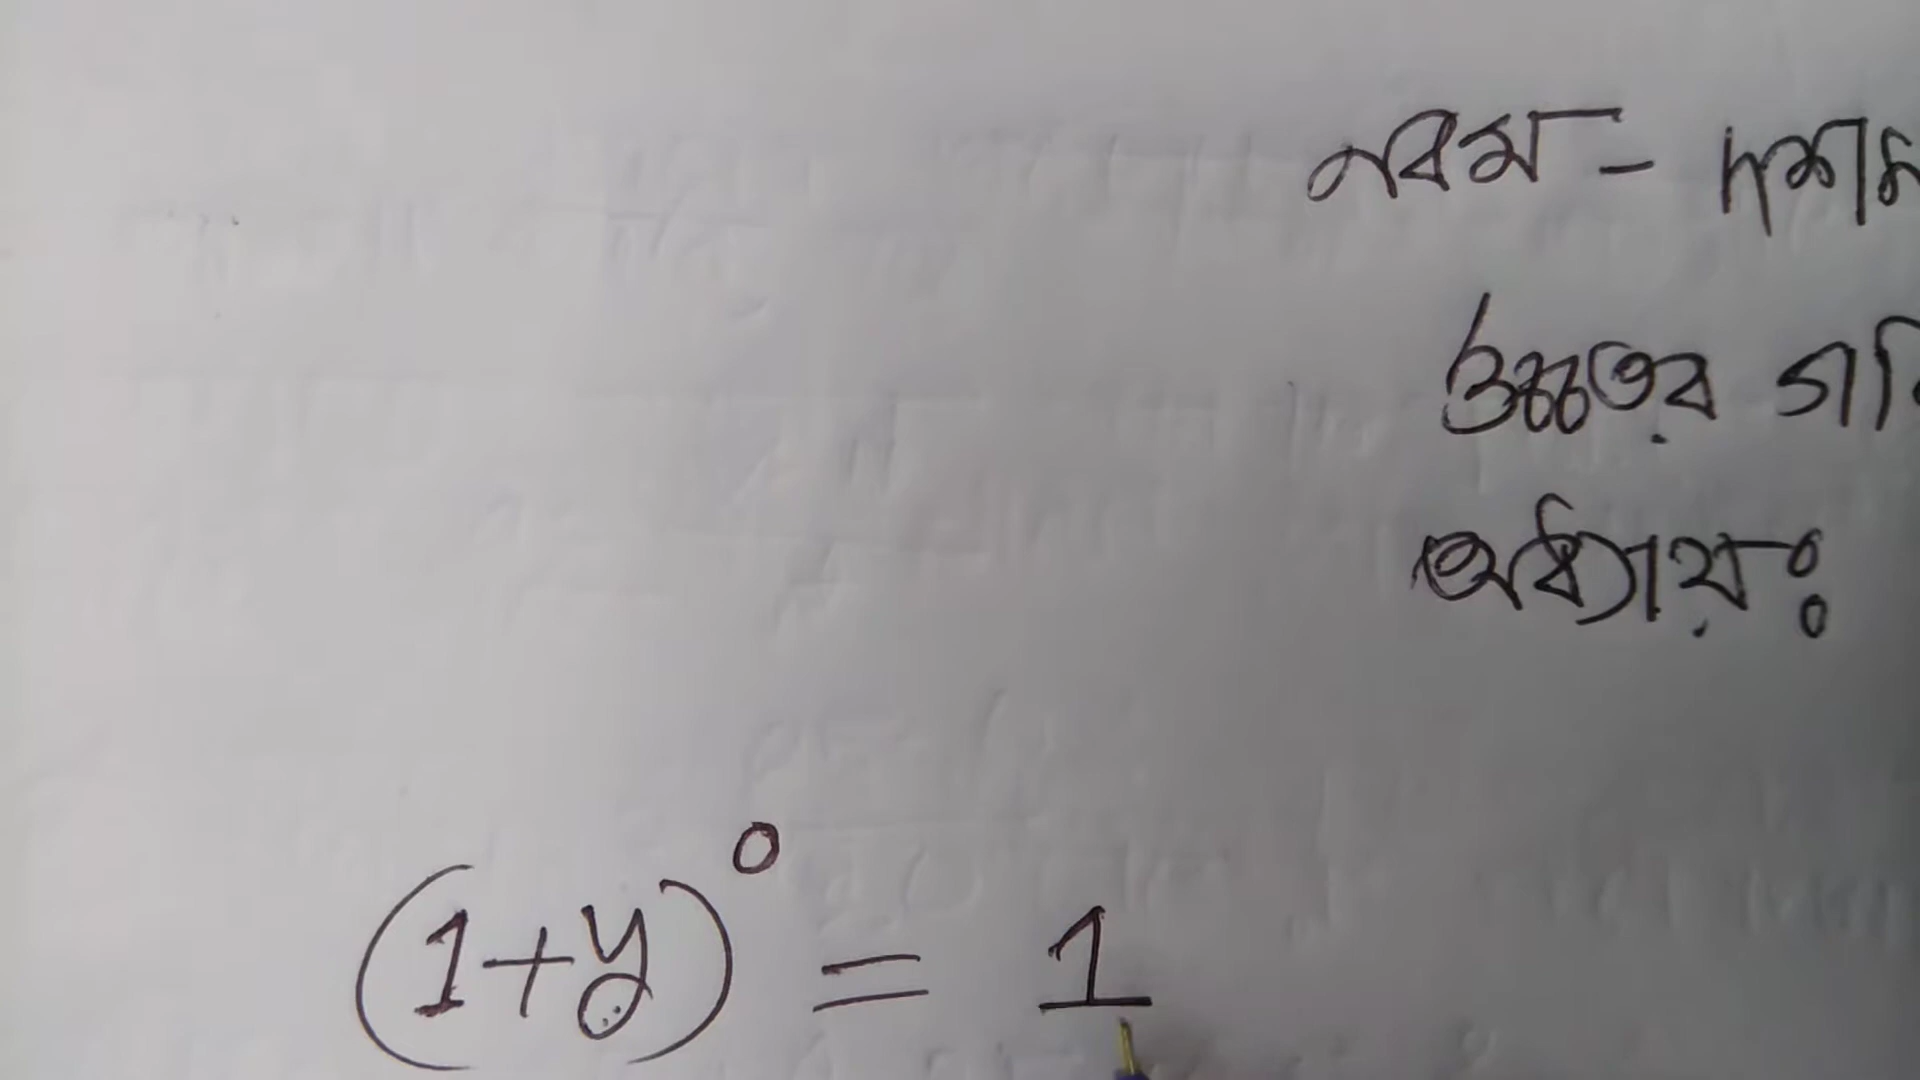 নবম - দশম
উচ্চতর
অধ্যায়ঃ
(1+y)⁰ = 1